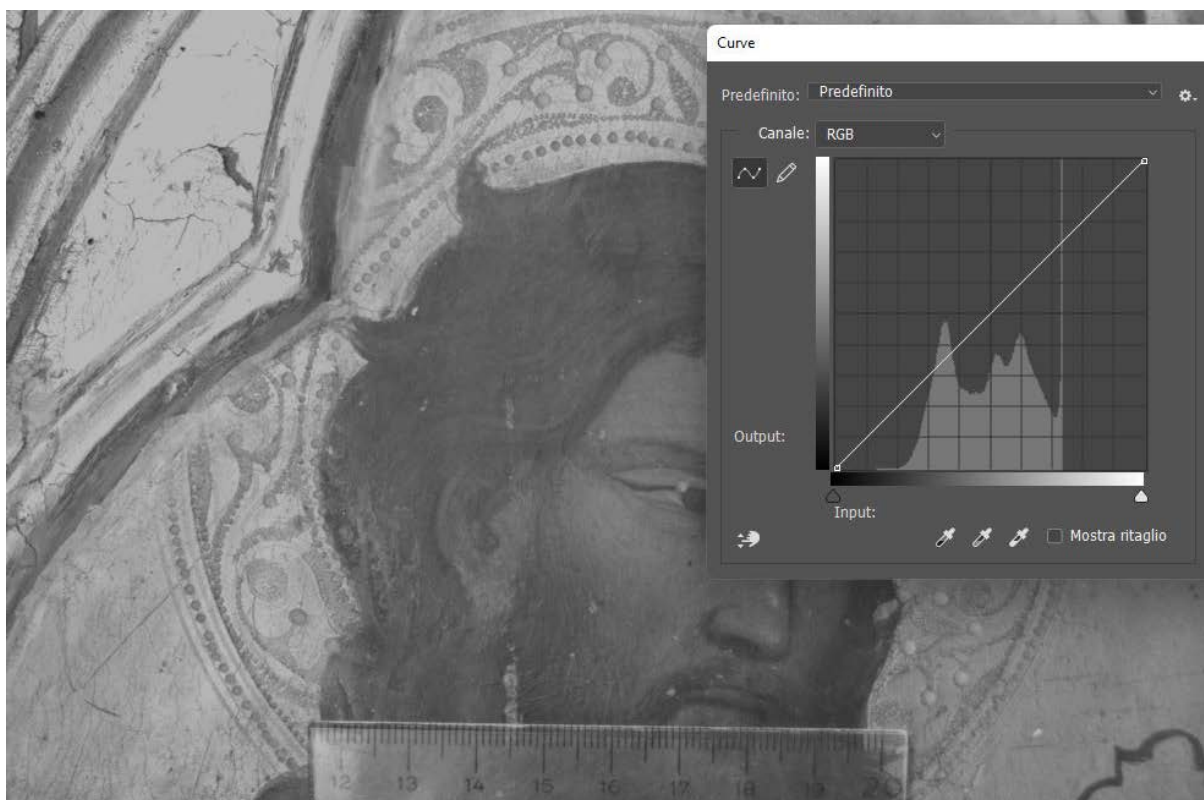 Curve
Predefinito: Predefinito
Canale: RGB
Output:
Input:
Mostra ritaglio
12 13 14 15 16 17 18 19 20